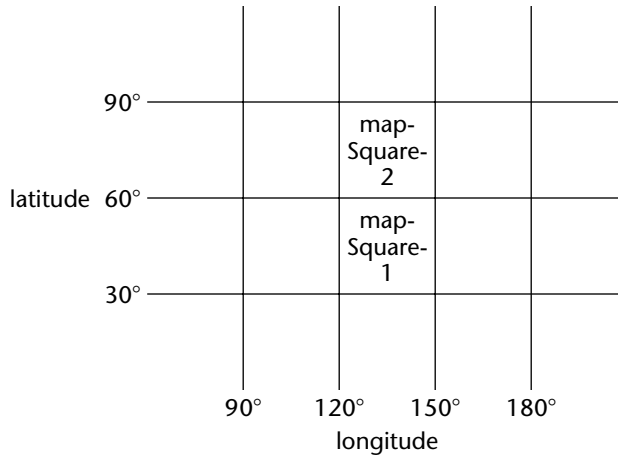 90°
map-
Square-
2
latitude 60°
map-
Square-
1
30°
90° 120° 150° 180°
longitude